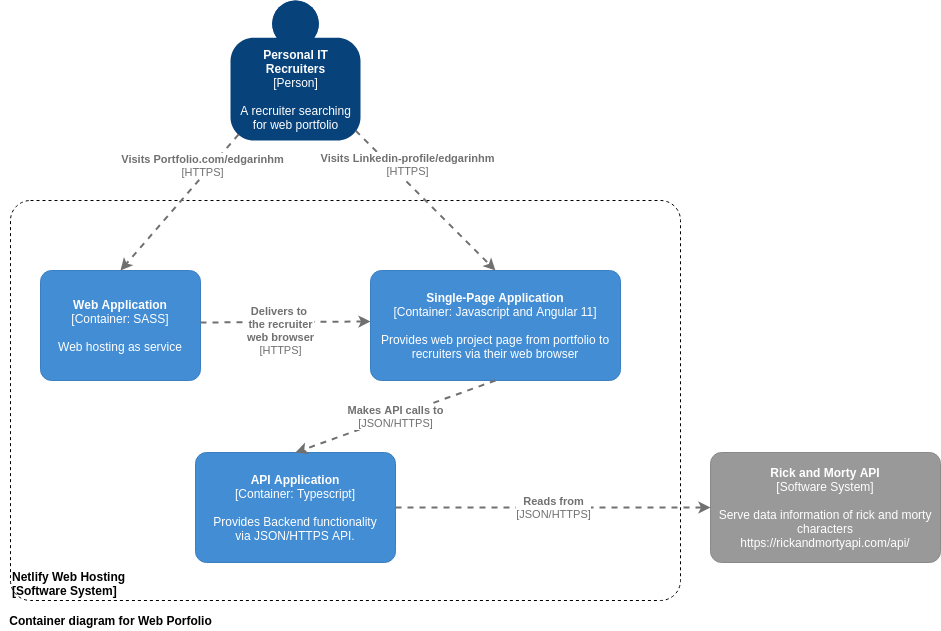 Personal IT
Recruiters
[Person]
A recruiter searching
for web portfolio
Visits Portfolio.com/edgarinhm
[HTTPS]
Visits Linkedin-profile/edgarinhm
[HTTPS]
Web Application
[Container: SASS]
Web hosting as service
Delivers to
the recruiter
web browser
[HTTPS]
Single-Page Application
[Container: Javascript and Angular 11]
Provides web project page from portfolio to
recruiters via their web browser
Makes API calls to
[JSON/HTTPS]
API Application
[Container: Typescript]
Provides Backend functionality
via JSON/HTTPS API.
Reads from
[JSON/HTTPS]
Rick and Morty API
[Software System]
Serve data information of rick and morty
characters
https://rickandmortyapi.com/api/
Netlify Web Hosting
[Software System]
Container diagram for Web Porfolio